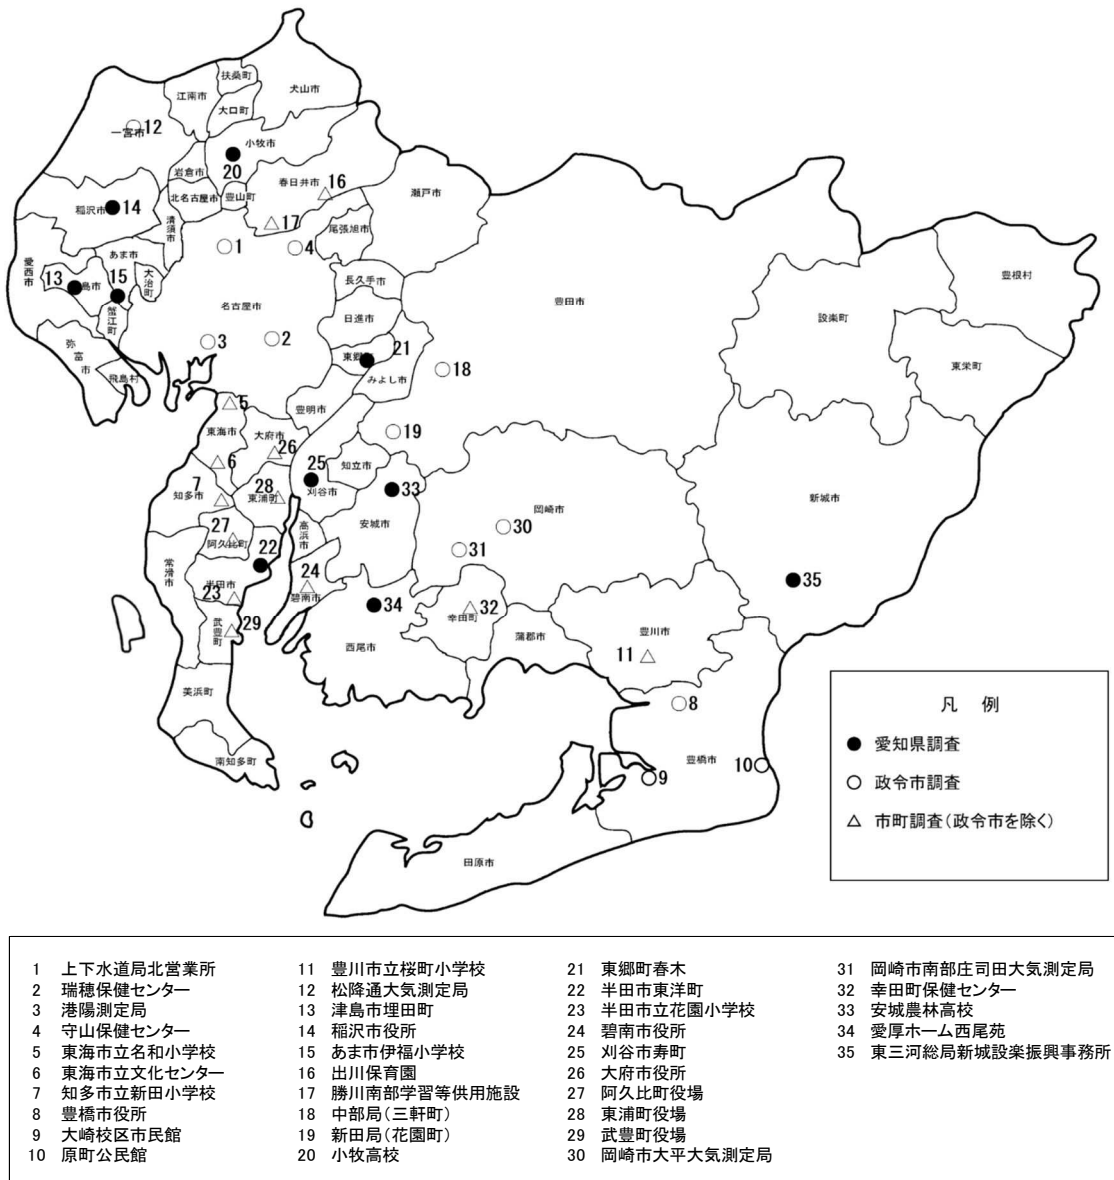 扶桑町
犬山市
江南市
大口町
12
一宮市
小牧市
20
岩倉市
春日井市
16
瀬戸市
北名古屋市
豊山町
稲沢市
14
清須市
17
尾張旭市
1
4
あま市
愛西市
13
島市
15
大治町
長久手市
豊根村
豊田市
名古屋市
蟹江町
日進市
設楽町
弥富市
3
2
東郷町
21
東栄町
飛島村
みよし市
18
5
豊明市
東海市
大府市
19
26
6
25
知立市
7
知多市
28
東浦町
刈谷市
33
新城市
岡崎市
27
阿久比町
高浜市
安城市
30
22
31
常滑市
半田市
23
24
碧南市
35
34
32
幸田町
武豊町
29
西尾市
蒲郡市
豊川市
11
美浜町
8
南知多町
豊橋市
10
9
田原市
凡 例
● 愛知県調査
○ 政令市調査
△ 市町調査(政令市を除く)
1 上下水道局北営業所
2 瑞穂保健センター
3 港陽測定局
4 守山保健センター
5 東海市立名和小学校
6 東海市立文化センター
7 知多市立新田小学校
8 豊橋市役所
9 大崎校区市民館
10 原町公民館
11 豊川市立桜町小学校
12 松降通大気測定局
13 津島市埋田町
14 稲沢市役所
15 あま市伊福小学校
16 出川保育園
17 勝川南部学習等供用施設
18 中部局(三軒町)
19 新田局(花園町)
20 小牧高校
21 東郷町春木
22 半田市東洋町
23 半田市立花園小学校
24 碧南市役所
25 刈谷市寿町
26 大府市役所
27 阿久比町役場
28 東浦町役場
29 武豊町役場
30 岡崎市大平大気測定局
31 岡崎市南部庄司田大気測定局
32 幸田町保健センター
33 安城農林高校
34 愛厚ホーム西尾苑
35 東三河総局新城設楽振興事務所